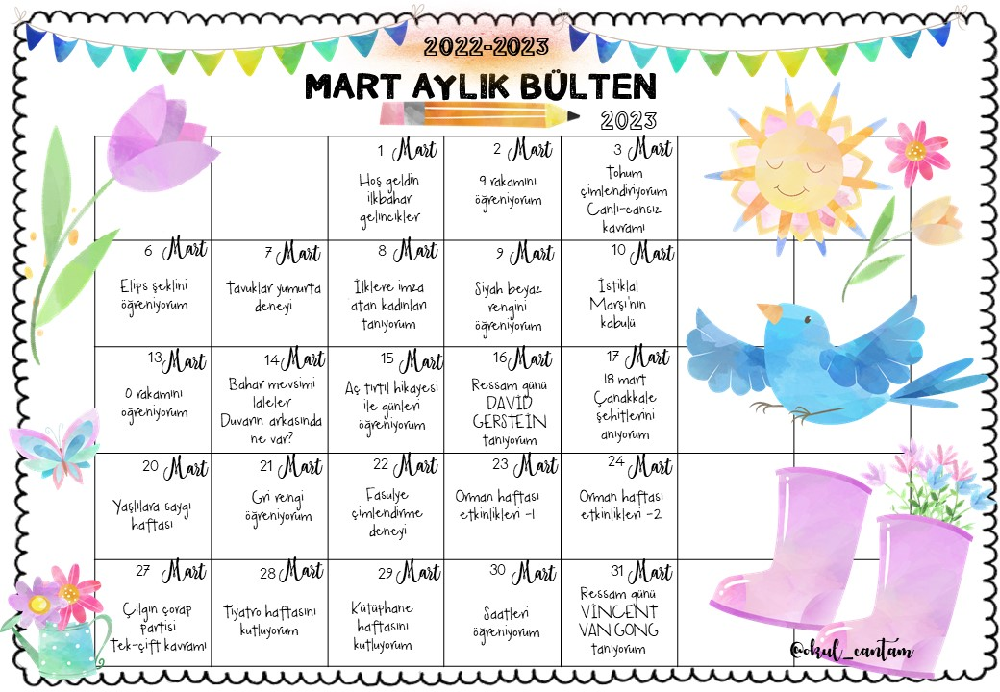 2022-2023
MART AYLIK BÜLTEN
2023
1 Mart
Hoş geldin
ilkbahar
gelincikler
2 Mart
9 rakamını
öğreniyorum
3 Mart
Tohum
çimlendiriyorum
Canlı-cansız
kavramı
6 Mart
Elips şeklini
öğreniyorum
7 Mart
Tavuklar yumurta
deneyi
8 Mart
İlklere imza
atan kadınları
tanıyorum
9 Mart
Siyah beyaz
rengini
öğreniyorum
10 Mart
İstiklal
Marşı'nın
kabulü
13 Mart
0 rakamını
öğreniyorum
14 Mart
Bahar mevsimi
laleler
Duvarın arkasında
ne var?
15 Mart
Aç tırtıl hikayesi
ile günleri
öğreniyorum
16 Mart
Ressam günü
DAVİD
GERSTEİN
tanıyorum
17 Mart
18 mart
Çanakkale
şehitlerini
anıyorum
20 Mart
Yaşlılara saygı
haftası
21 Mart
Gri rengi
öğreniyorum
22 Mart
Fasulye
çimlendirme
deneyi
23 Mart
Orman haftası
etkinlikleri -1
24 Mart
Orman haftası
etkinlikleri -2
27 Mart
Çılgın çorap
partisi
Tek-çift kavramı
28 Mart
Tiyatro haftasını
kutluyorum
29 Mart
Kütüphane
haftasını
kutluyorum
30 Mart
Saatleri
öğreniyorum
31 Mart
Ressam günü
VİNCENT
VAN GONG
tanıyorum
@okul_cantam